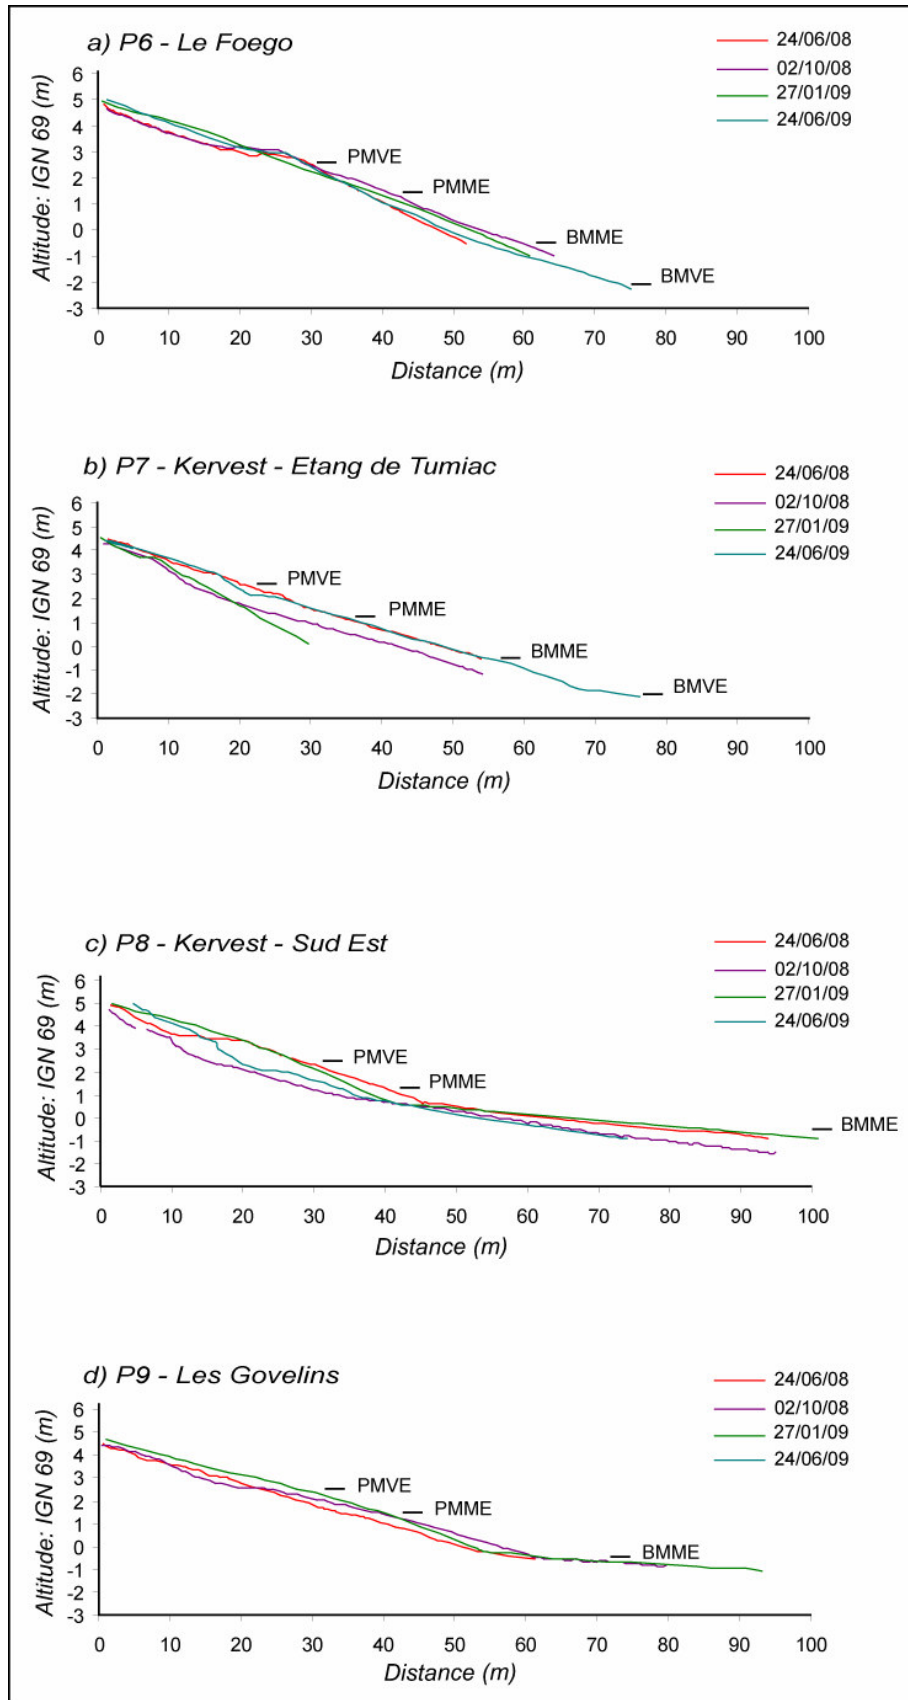 a) P6 - Le Foego
24/06/08
02/10/08
27/01/09
24/06/09
Altitude: IGN 69 (m)
6
5
4
3
2
1
0
-1
-2
-3
PMVE
PMME
BMME
BMVE
0 10 20 30 40 50 60 70 80 90 100
Distance (m)
b) P7 - Kervest - Etang de Tumiac
24/06/08
02/10/08
27/01/09
24/06/09
Altitude: IGN 69 (m)
6
5
4
3
2
1
0
-1
-2
-3
PMVE
PMME
BMME
BMVE
0 10 20 30 40 50 60 70 80 90 100
Distance (m)
c) P8 - Kervest - Sud Est
24/06/08
02/10/08
27/01/09
24/06/09
Altitude: IGN 69 (m)
6
5
4
3
2
1
0
-1
-2
-3
PMVE
PMME
BMME
0 10 20 30 40 50 60 70 80 90 100
Distance (m)
d) P9 - Les Govelins
24/06/08
02/10/08
27/01/09
24/06/09
Altitude: IGN 69 (m)
6
5
4
3
2
1
0
-1
-2
-3
PMVE
PMME
BMME
0 10 20 30 40 50 60 70 80 90 100
Distance (m)